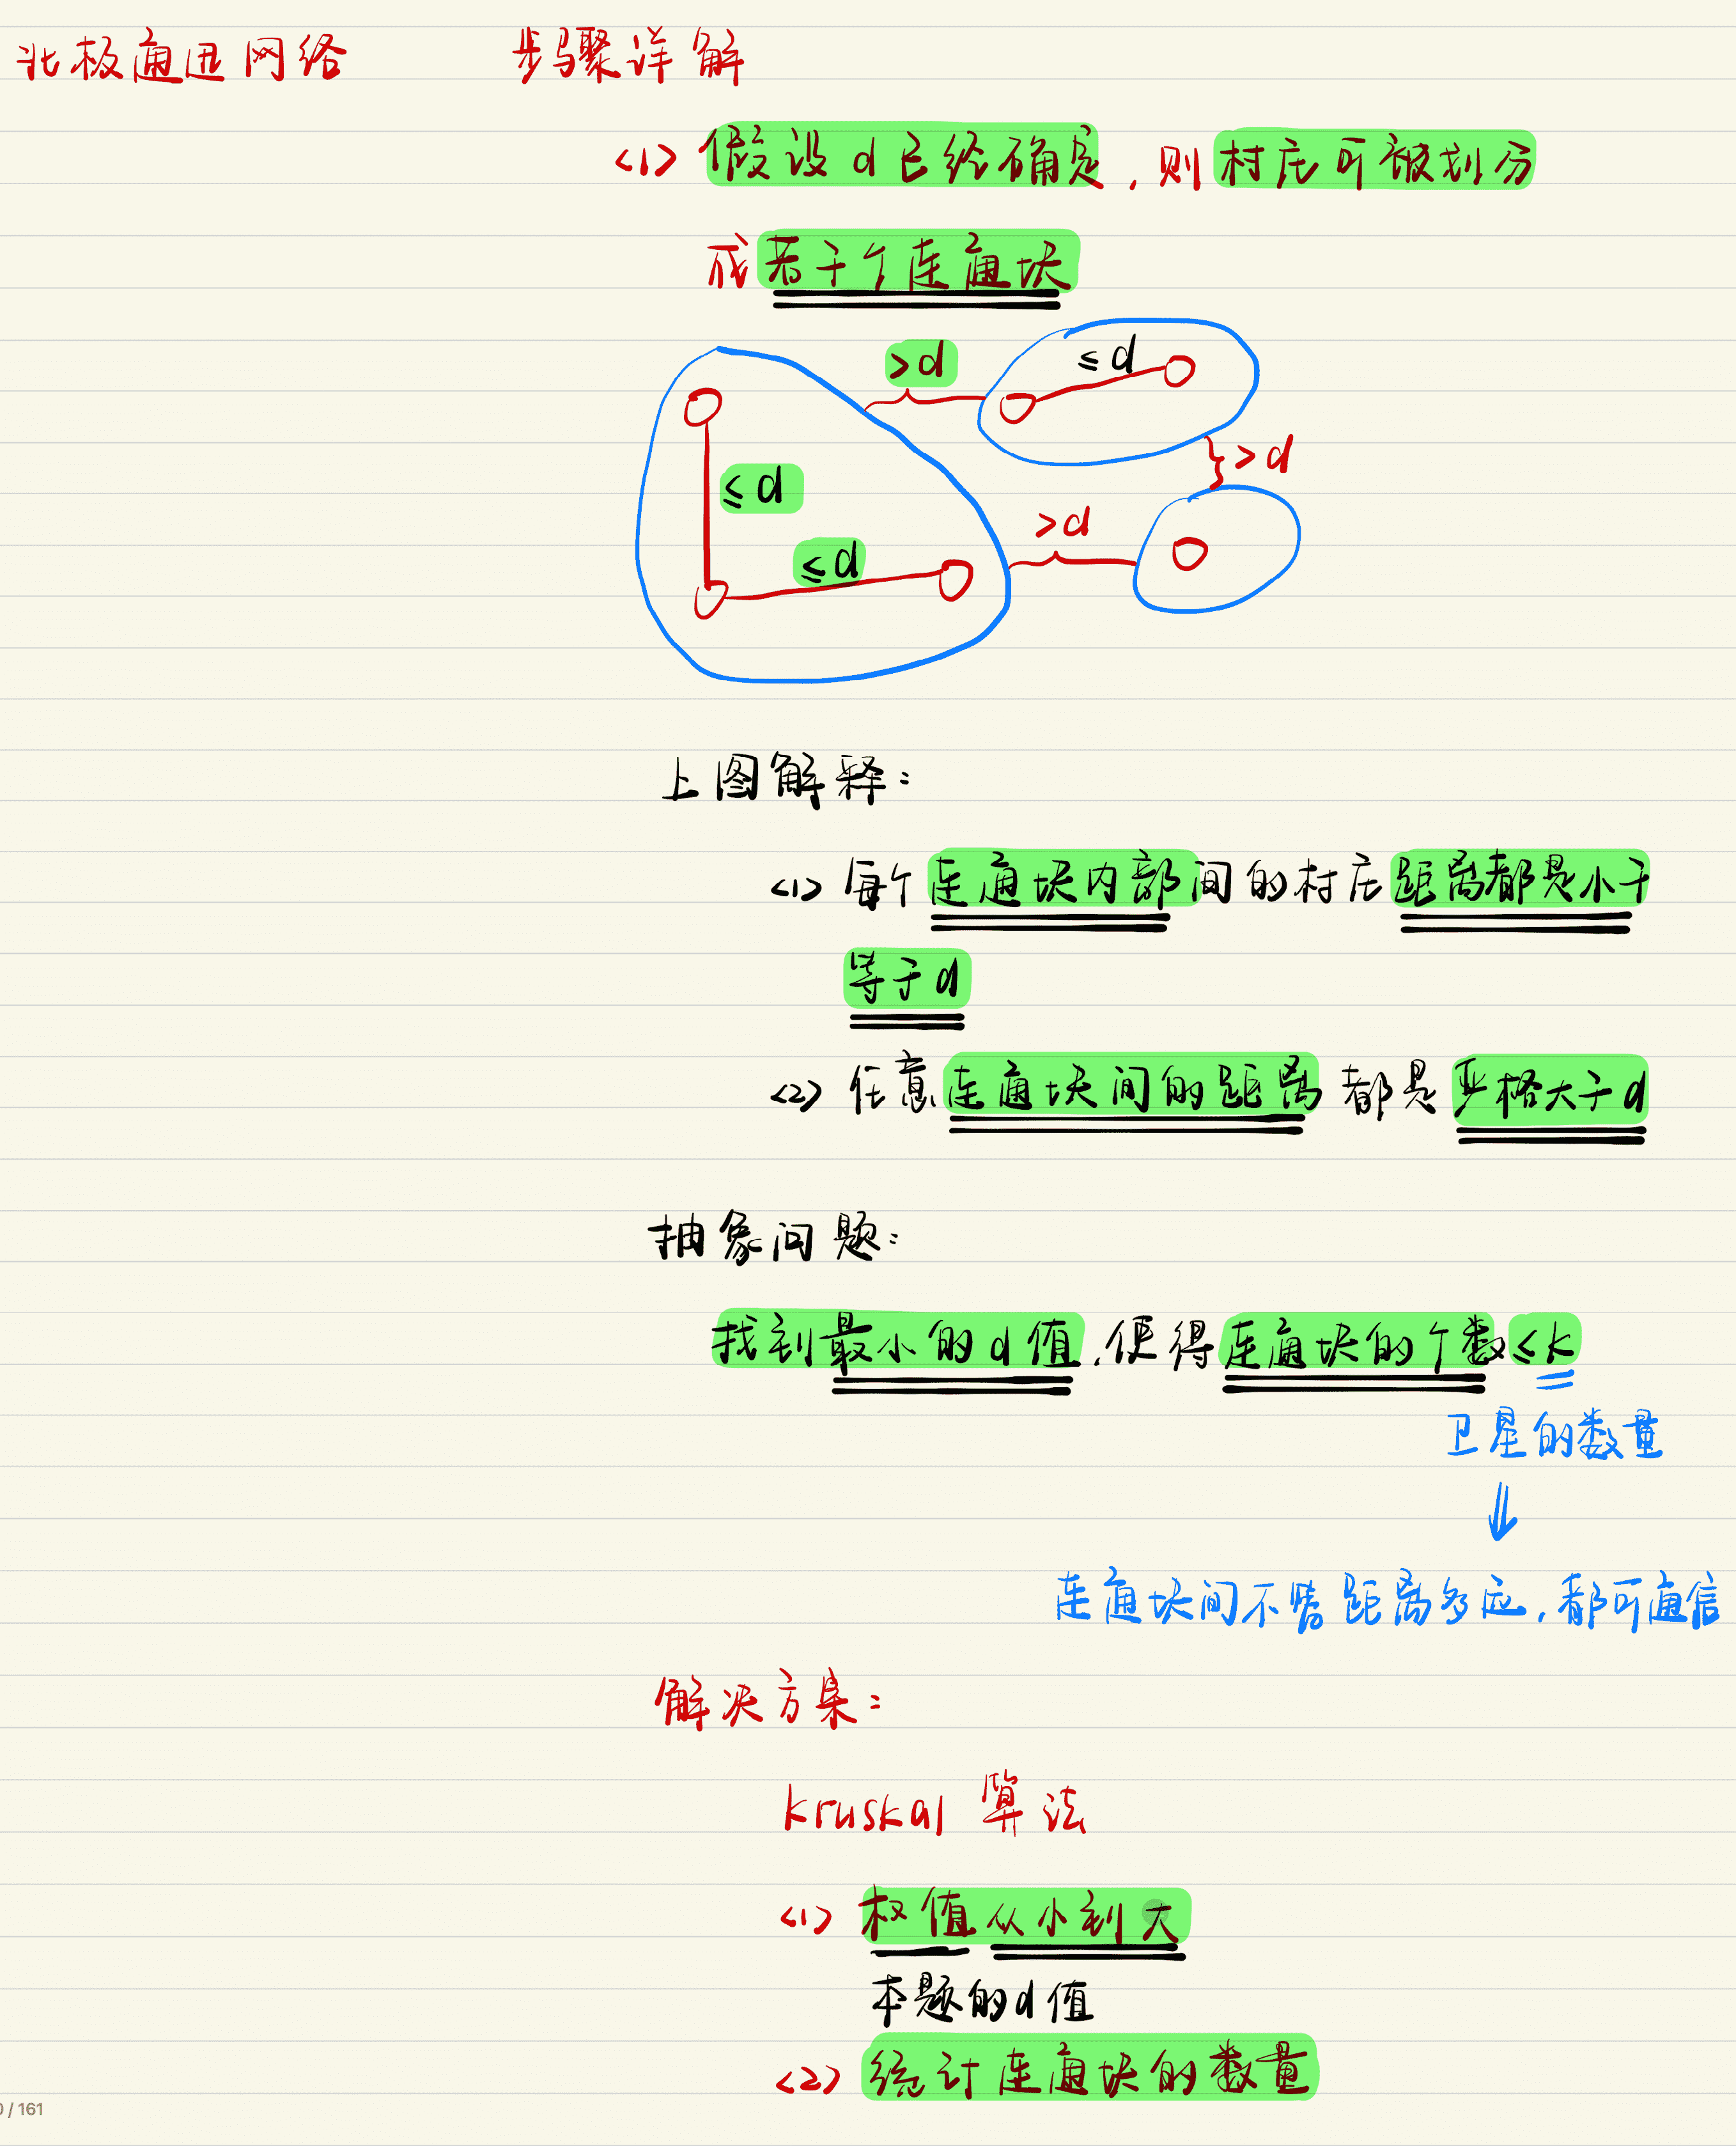 北极通讯网络 步骤详解
<1> 假设d已经确定,则村庄可被划分
成若干个连通块
>d
≤d
>d
≤d
>d
≤d
上图解释:
<1> 每个连通块内部间的村庄距离都是小于
等于d
<2> 任意连通块间的距离都是严格大于d
抽象问题:
找到最小的d值,使得连通块的个数≤k
卫星的数量
连通块间不管距离多远,都可通信
解决方案:
kruskal 算法
<1> 权值从小到大
本题的d值
<2> 统计连通块的数量
0/161